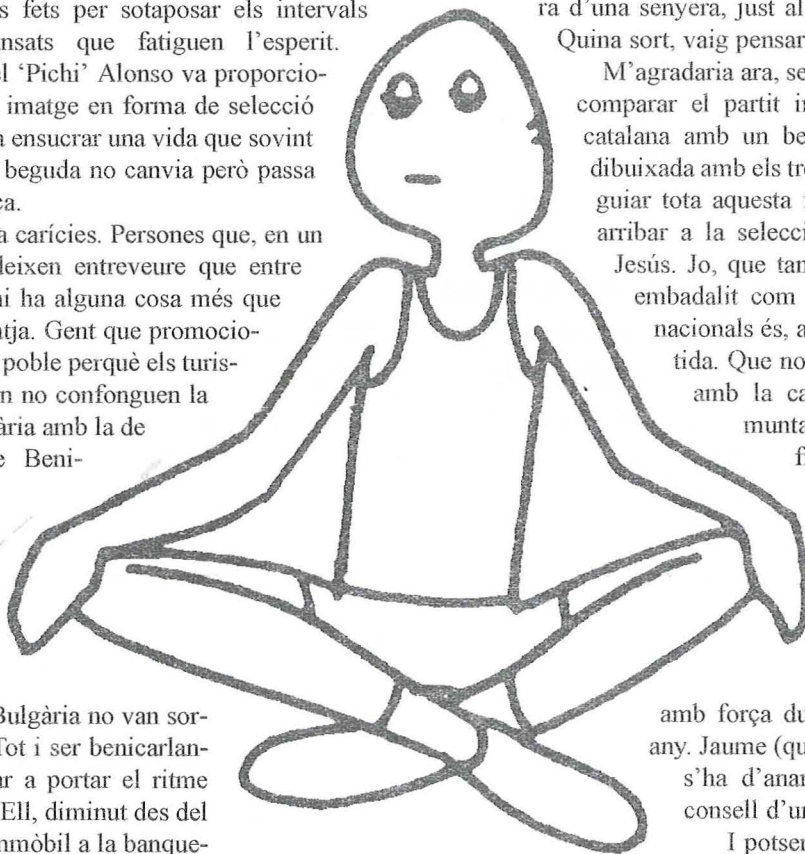 s fets per sotaposar els intervals
nsats que fatiguen l'esperit.
el ‘Pichi’ Alonso va proporcio-
imatge en forma de selecció
a ensucrar una vida que sovint
beguda no canvia però passa
ca.
a carícies. Persones que, en un
deixen entreveure que entre
hi ha alguna cosa més que
tja. Gent que promocio-
poble perquè els turis-
n no confonguen la
ària amb la de
e Beni-
Bulgària no van sor-
Tot i ser benicarlan-
ar a portar el ritme
Ell, diminut des del
mmòbil a la banque-
ra d’una senyera, just al
Quina sort, vaig pensar
M’agradaria ara, se
comparar el partit in
catalana amb un be
dibuixada amb els tre
guiar tota aquesta
arribar a la selecci
Jesús. Jo, que tan
embadalit com
nacionals és, a
tida. Que no
amb la ca
munta
fi
amb força du
any. Jaume (qu
s'ha d'anar
consell d'un
I potser